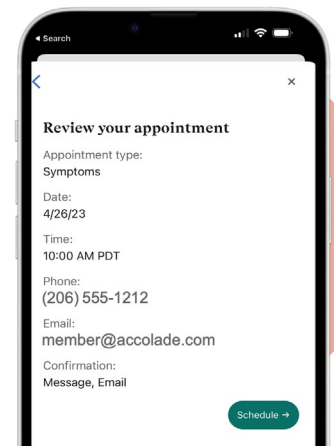 Search
Review your appointment
Appointment type:
Symptoms
Date:
4/26/23
Time:
10:00 AM PDT
Phone:
(206) 555-1212
Email:
member@accolade.com
Confirmation:
Message, Email
Schedule →